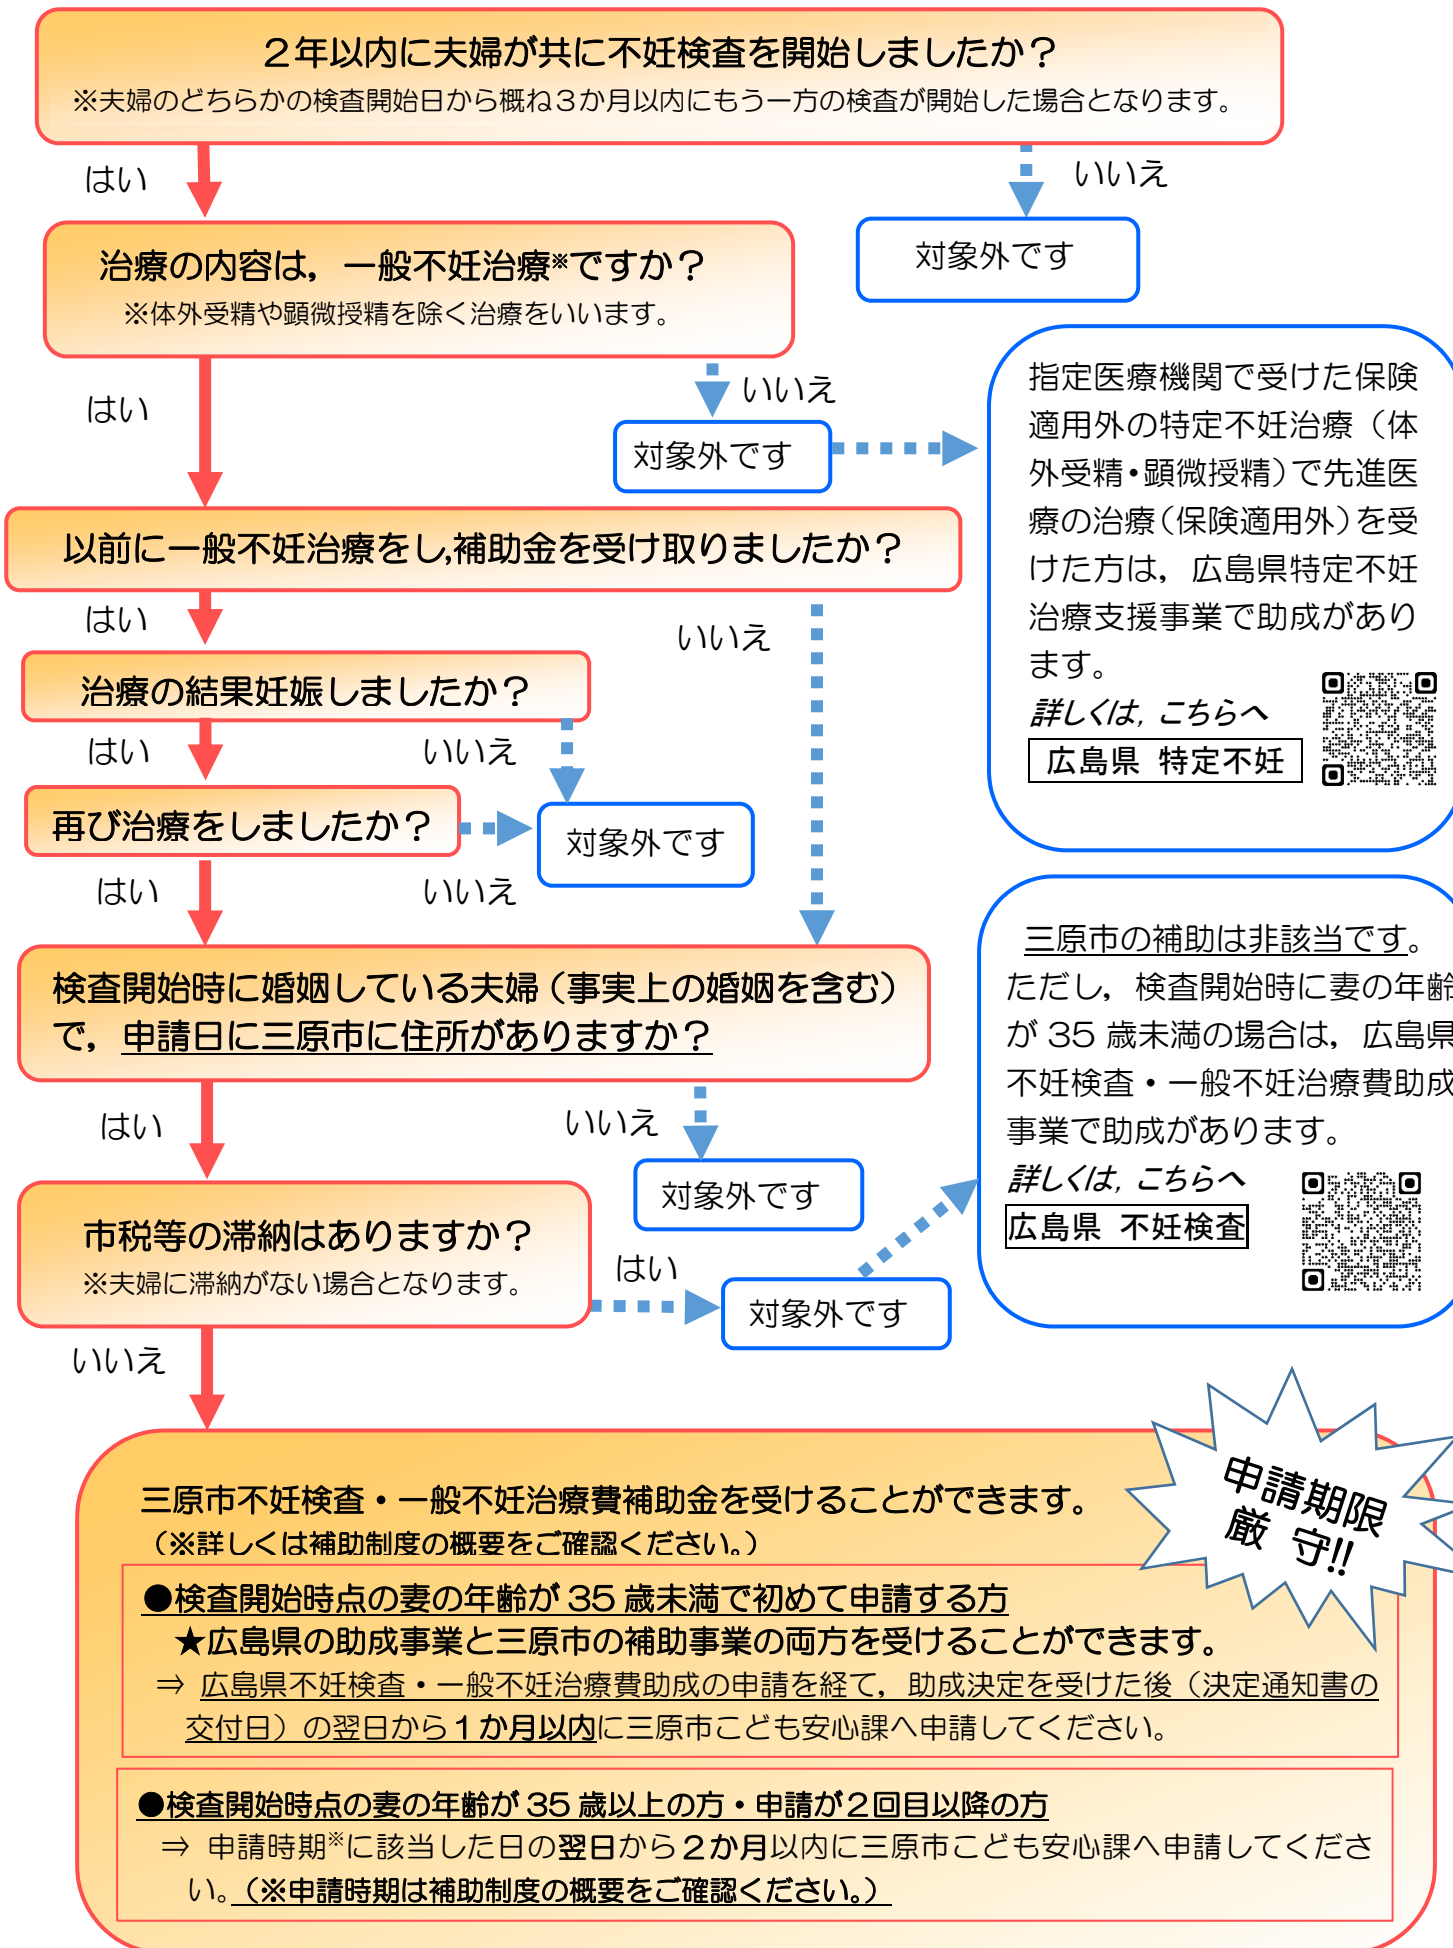 ２年以内に夫婦が共に不妊検査を開始しましたか？
※夫婦のどちらかの検査開始日から概ね３か月以内にもう一方の検査が開始した場合となります。
はい
いいえ
対象外です
治療の内容は，一般不妊治療※ですか？
※体外受精や顕微授精を除く治療をいいます。
はい
いいえ
対象外です
指定医療機関で受けた保険
適用外の特定不妊治療（体
外受精・顕微授精）で先進医
療の治療（保険適用外）を受
けた方は，広島県特定不妊
治療支援事業で助成があり
ます。
詳しくは，こちらへ
広島県 特定不妊
以前に一般不妊治療をし,補助金を受け取りましたか？
はい
いいえ
治療の結果妊娠しましたか？
はい
いいえ
再び治療をしましたか？
対象外です
はい
いいえ
検査開始時に婚姻している夫婦（事実上の婚姻を含む）
で，申請日に三原市に住所がありますか？
はい
いいえ
対象外です
三原市の補助は非該当です。
ただし，検査開始時に妻の年齢
が 35 歳未満の場合は，広島県
不妊検査・一般不妊治療費助成
事業で助成があります。
詳しくは，こちらへ
広島県 不妊検査
市税等の滞納はありますか？
※夫婦に滞納がない場合となります。
はい
対象外です
いいえ
申請期限
厳 守!!
三原市不妊検査・一般不妊治療費補助金を受けることができます。
（※詳しくは補助制度の概要をご確認ください。）
●検査開始時点の妻の年齢が 35 歳未満で初めて申請する方
★広島県の助成事業と三原市の補助事業の両方を受けることができます。
⇒ 広島県不妊検査・一般不妊治療費助成の申請を経て，助成決定を受けた後（決定通知書の
交付日）の翌日から１か月以内に三原市こども安心課へ申請してください。
●検査開始時点の妻の年齢が 35 歳以上の方・申請が２回目以降の方
⇒ 申請時期※に該当した日の翌日から２か月以内に三原市こども安心課へ申請してくださ
い。（※申請時期は補助制度の概要をご確認ください。）